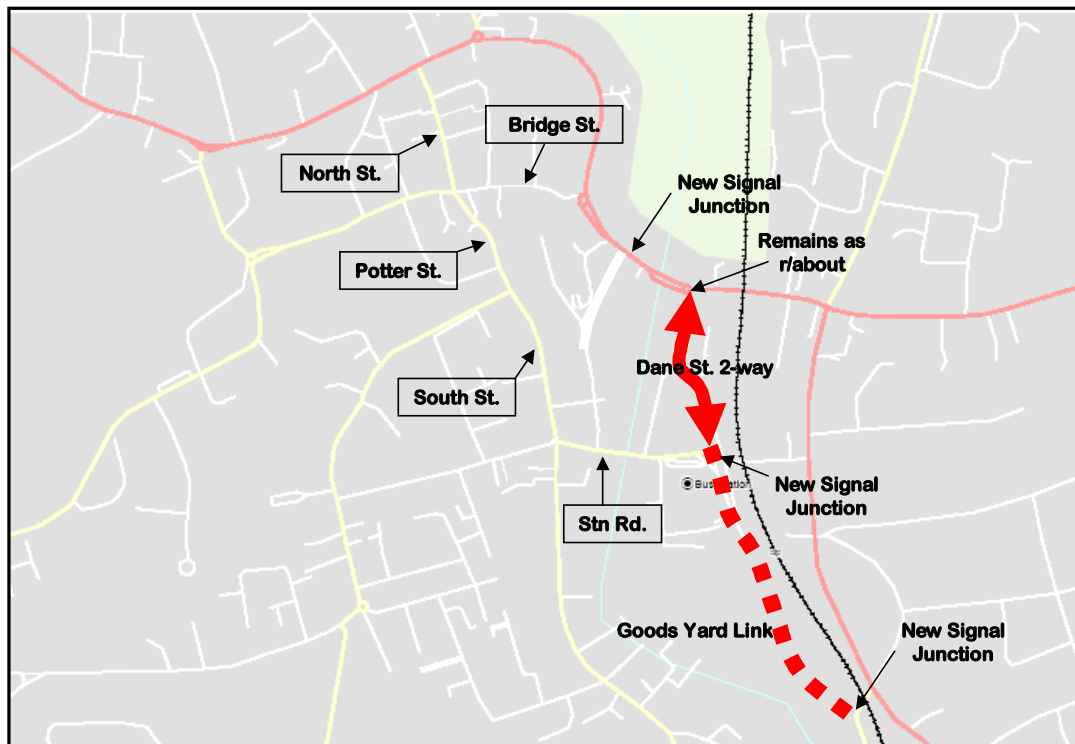 Bridge St.
North St.
New Signal
Junction
Remains as
r/about
Potter St.
Dane St. 2-way
South St.
New Signal
Junction
Stn Rd.
Goods Yard Link
New Signal
Junction